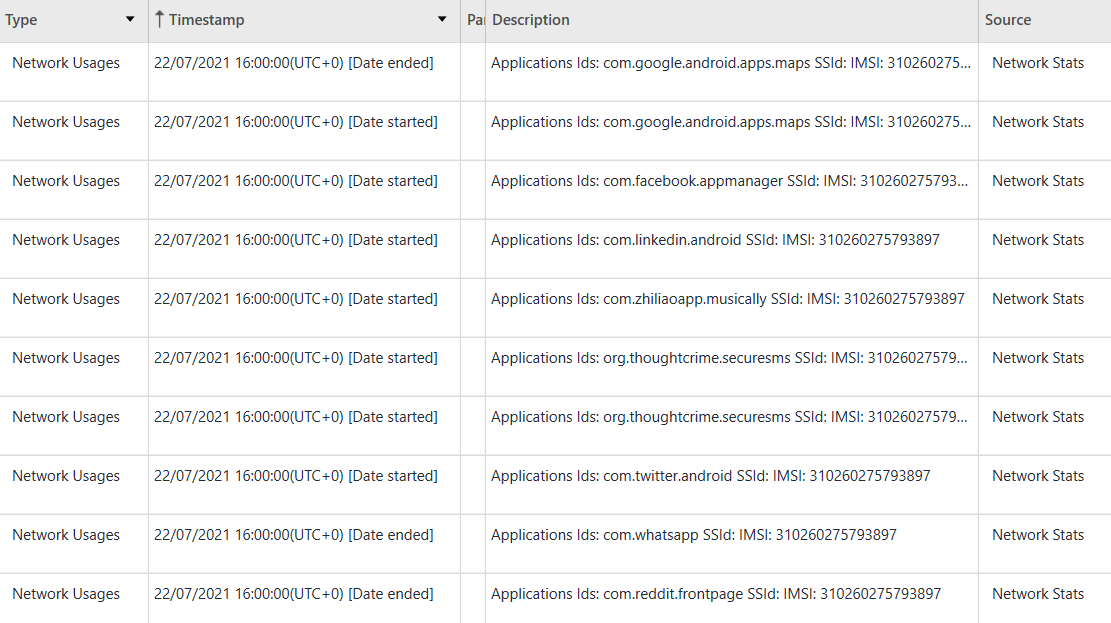 Type Timestamp Pa Description Source
Network Usages 22/07/2021 16:00:00(UTC+0) [Date ended] Applications Ids: com.google.android.apps.maps SSId: IMSI: 310260275... Network Stats
Network Usages 22/07/2021 16:00:00(UTC+0) [Date started] Applications Ids: com.google.android.apps.maps SSId: IMSI: 310260275... Network Stats
Network Usages 22/07/2021 16:00:00(UTC+0) [Date started] Applications Ids: com.facebook.appmanager SSId: IMSI: 310260275793... Network Stats
Network Usages 22/07/2021 16:00:00(UTC+0) [Date started] Applications Ids: com.linkedin.android SSId: IMSI: 310260275793897 Network Stats
Network Usages 22/07/2021 16:00:00(UTC+0) [Date started] Applications Ids: com.zhiliaoapp.musically SSId: IMSI: 310260275793897 Network Stats
Network Usages 22/07/2021 16:00:00(UTC+0) [Date started] Applications Ids: org.thoughtcrime.securesms SSId: IMSI: 31026027579... Network Stats
Network Usages 22/07/2021 16:00:00(UTC+0) [Date started] Applications Ids: org.thoughtcrime.securesms SSId: IMSI: 31026027579... Network Stats
Network Usages 22/07/2021 16:00:00(UTC+0) [Date started] Applications Ids: com.twitter.android SSId: IMSI: 310260275793897 Network Stats
Network Usages 22/07/2021 16:00:00(UTC+0) [Date ended] Applications Ids: com.whatsapp SSId: IMSI: 310260275793897 Network Stats
Network Usages 22/07/2021 16:00:00(UTC+0) [Date ended] Applications Ids: com.reddit.frontpage SSId: IMSI: 310260275793897 Network Stats